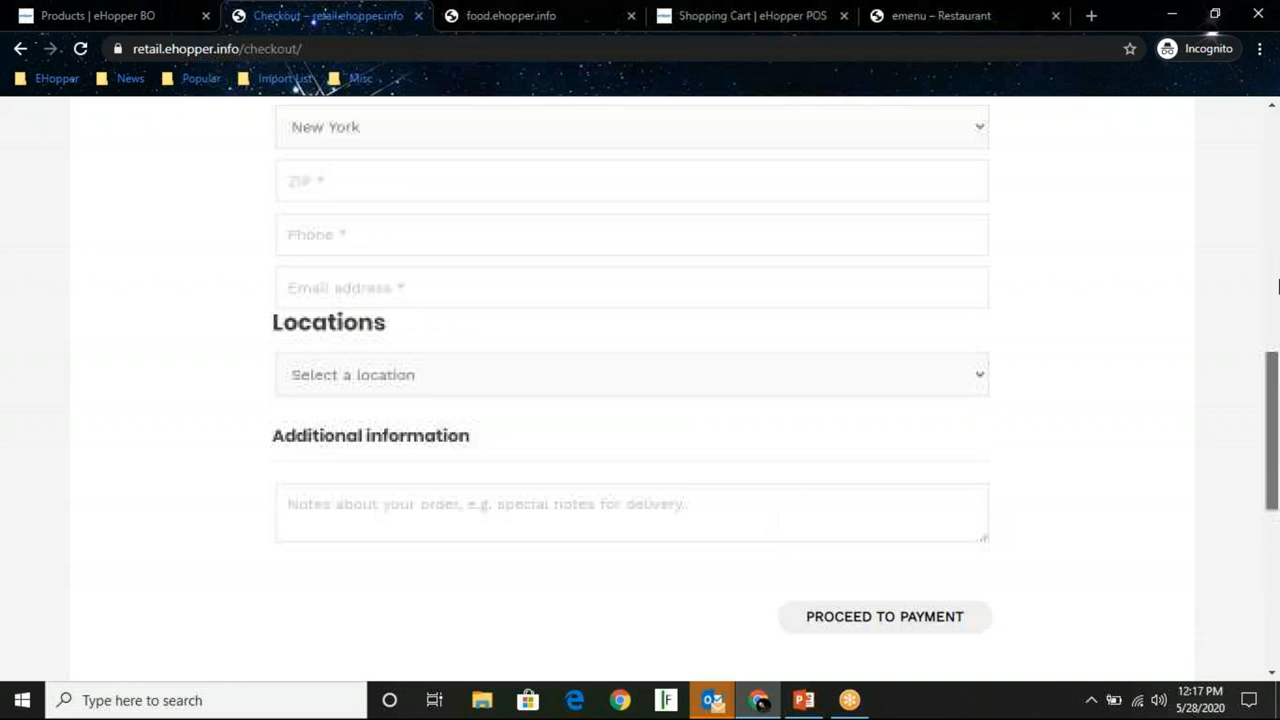 Products | eHopper BO
Checkout – retail.ehopper.info
food.ehopper.info
Shopping Cart | eHopper POS
emenu – Restaurant
retail.ehopper.info/checkout/
Incognito
EHopper
News
Popular
Import List
Misc
New York
ZIP *
Phone *
Email address *
Locations
Select a location
Additional information
Notes about your order, e.g. special notes for delivery.
PROCEED TO PAYMENT
Type here to search
12:17 PM
5/28/2020